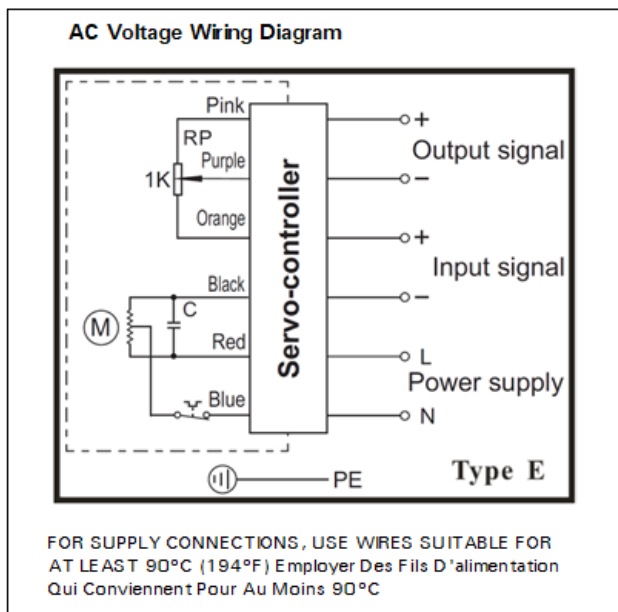 AC Voltage Wiring Diagram
Pink
RP
Purple
1K
Orange
Black
C
M
Red
Blue
Servo-controller
+
Output signal
−
+
Input signal
−
L
Power supply
N
PE
Type E
FOR SUPPLY CONNECTIONS, USE WIRES SUITABLE FOR
AT LEAST 90°C (194°F) Employer Des Fils D'alimentation
Qui Conviennent Pour Au Moins 90°C